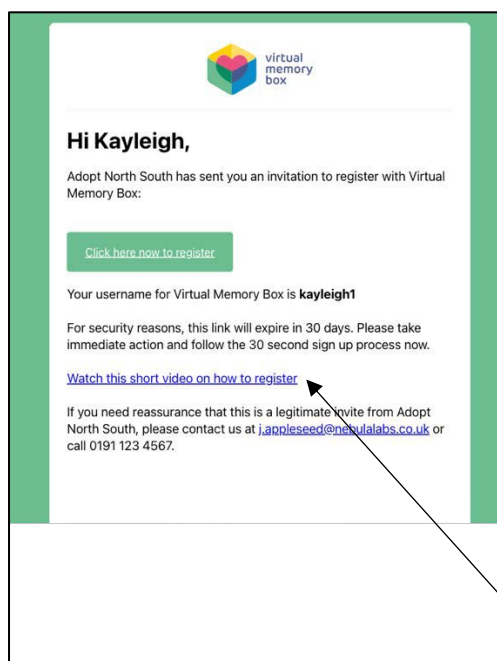 virtual
memory
box
Hi Kayleigh,
Adopt North South has sent you an invitation to register with Virtual
Memory Box:
Click here now to register
Your username for Virtual Memory Box is kayleigh1
For security reasons, this link will expire in 30 days. Please take
immediate action and follow the 30 second sign up process now.
Watch this short video on how to register
If you need reassurance that this is a legitimate invite from Adopt
North South, please contact us at j.appleseed@nebulalabs.co.uk or
call 0191 123 4567.